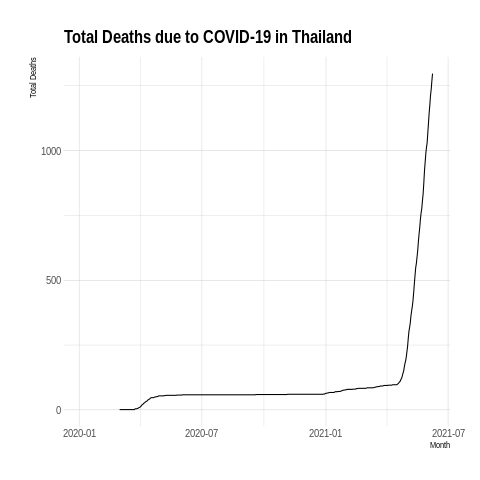 Total Deaths due to COVID-19 in Thailand
Total Deaths
1000
500
0
2020-01
2020-07
2021-01
2021-07
Month